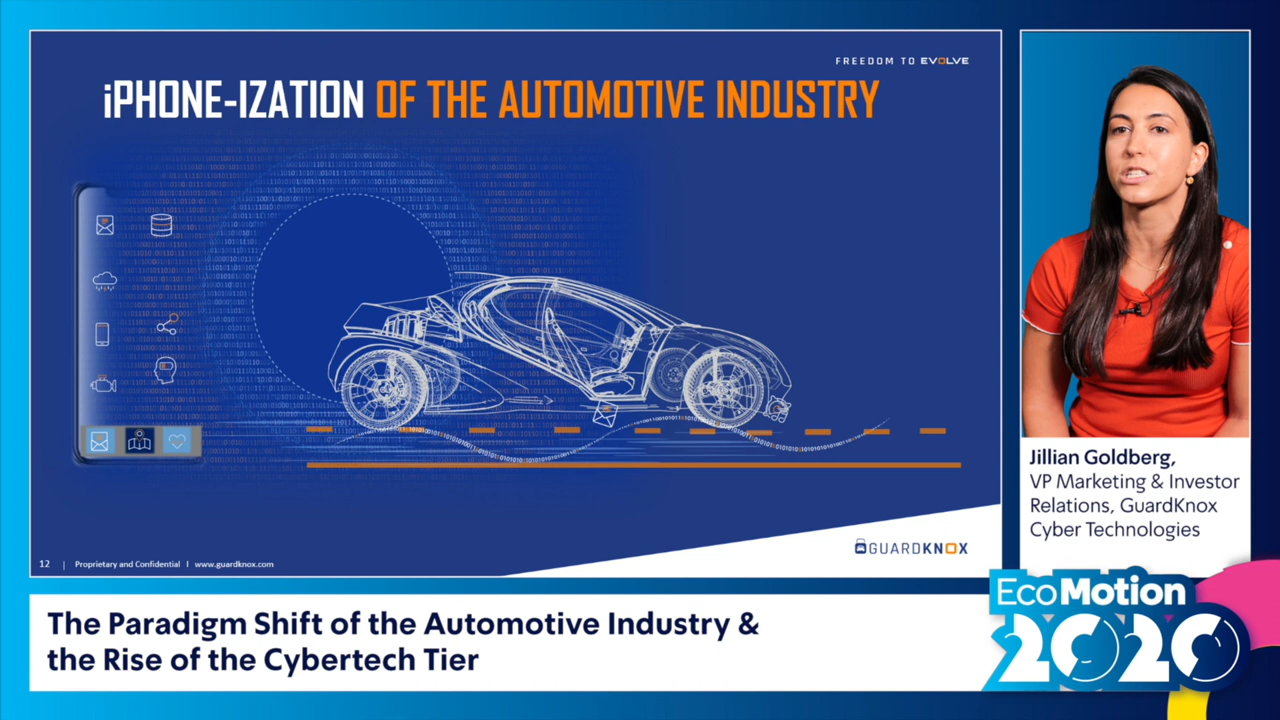 FREEDOM TO EVOLVE
iPHONE-IZATION OF THE AUTOMOTIVE INDUSTRY
GUARDKNOX
12 | Proprietary and Confidential | www.guardknox.com
Jillian Goldberg,
VP Marketing & Investor
Relations, GuardKnox
Cyber Technologies
The Paradigm Shift of the Automotive Industry &
the Rise of the Cybertech Tier
EcoMotion
2020